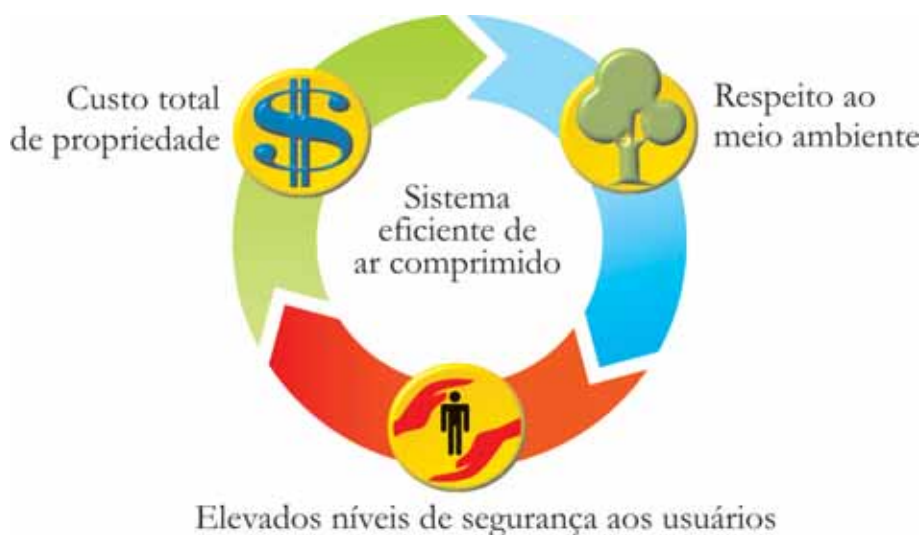 Custo total
de propriedade
Respeito ao
meio ambiente
Sistema
eficiente de
ar comprimido
Elevados níveis de segurança aos usuários